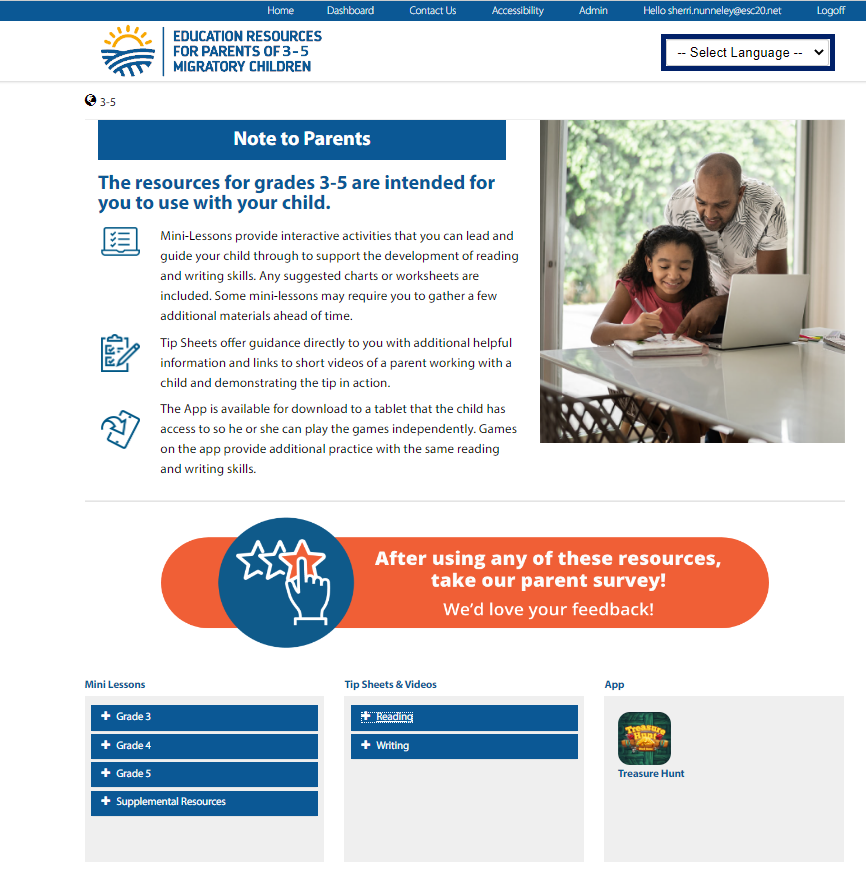 Home Dashboard Contact Us Accessibility Admin Hello sherri.nunneley@esc20.net Logoff
EDUCATION RESOURCES
FOR PARENTS OF 3-5
MIGRATORY CHILDREN
-- Select Language --
3-5
Note to Parents
The resources for grades 3-5 are intended for
you to use with your child.
Mini-Lessons provide interactive activities that you can lead and
guide your child through to support the development of reading
and writing skills. Any suggested charts or worksheets are
included. Some mini-lessons may require you to gather a few
additional materials ahead of time.
Tip Sheets offer guidance directly to you with additional helpful
information and links to short videos of a parent working with a
child and demonstrating the tip in action.
The App is available for download to a tablet that the child has
access to so he or she can play the games independently. Games
on the app provide additional practice with the same reading
and writing skills.
After using any of these resources,
take our parent survey!
We'd love your feedback!
Mini Lessons
Grade 3
Grade 4
Grade 5
Supplemental Resources
Tip Sheets & Videos
Reading
Writing
App
Treasure
Hunt
Treasure Hunt